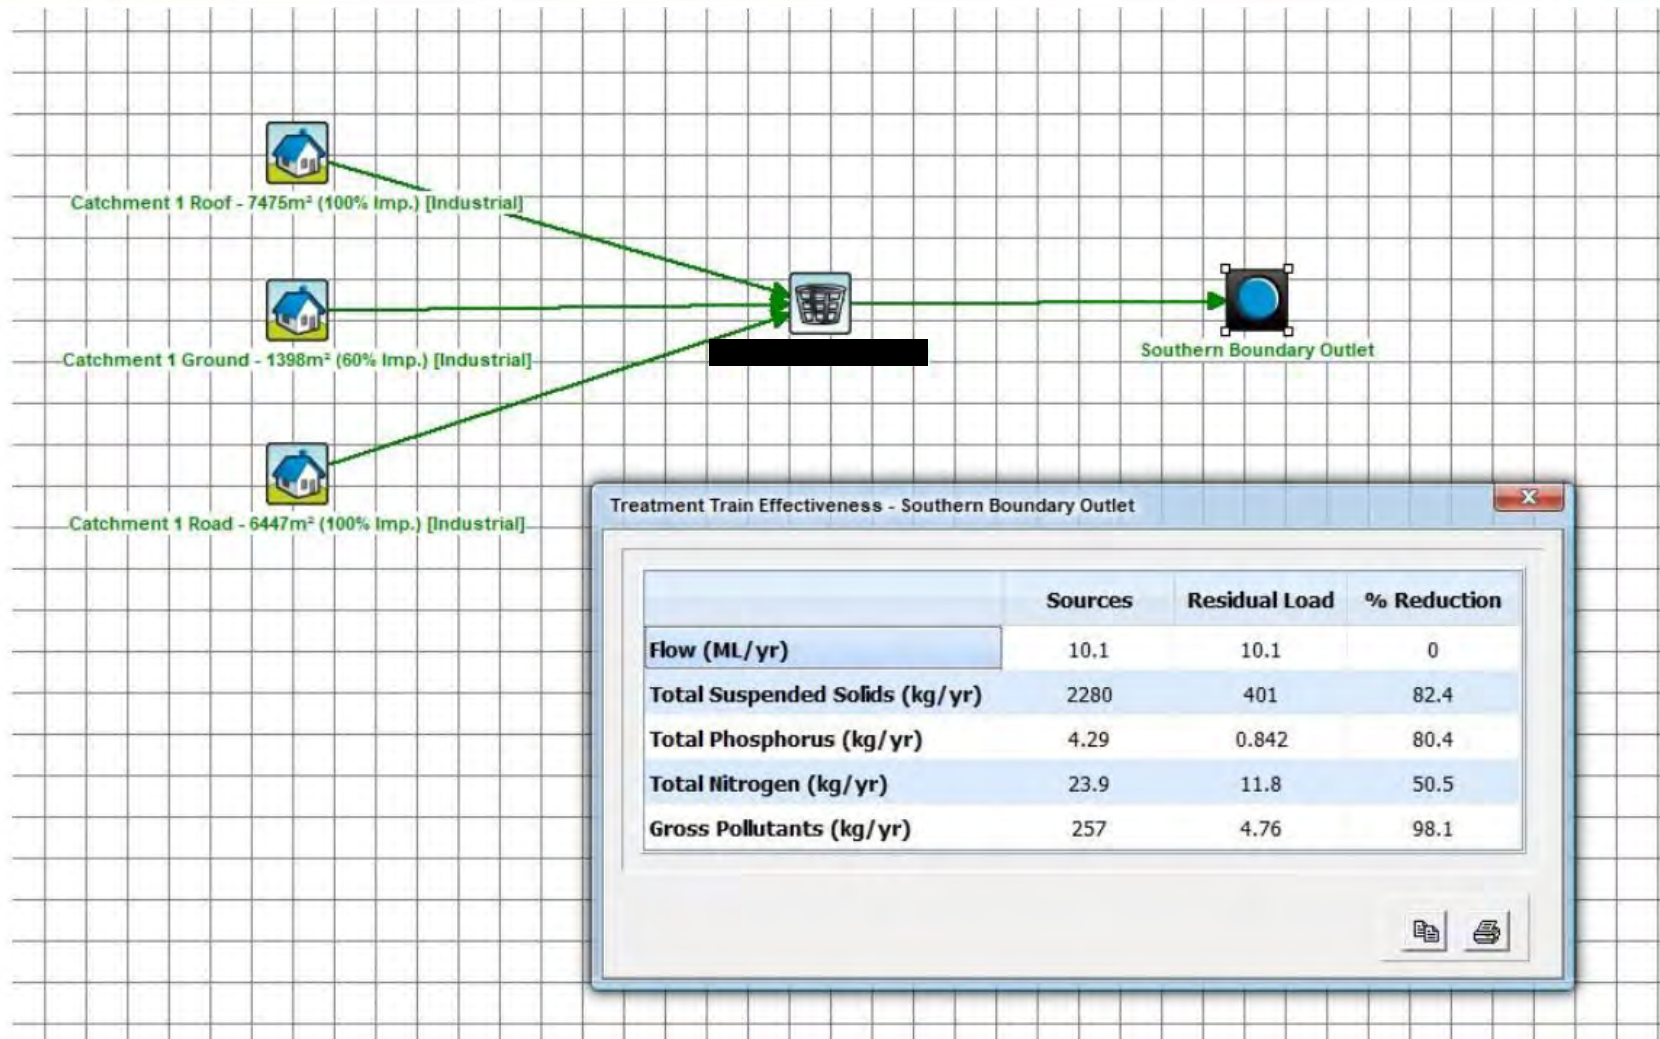 Catchment 1 Roof - 7475m² (100% Imp.) [Industrial]
Catchment 1 Ground - 1398m² (60% Imp.) [Industrial]
Southern Boundary Outlet
Catchment 1 Road - 6447m² (100% Imp.) [Industrial]
Treatment Train Effectiveness - Southern Boundary Outlet
Sources Residual Load % Reduction
Flow (ML/yr) 10.1 10.1 0
Total Suspended Solids (kg/yr) 2280 401 82.4
Total Phosphorus (kg/yr) 4.29 0.842 80.4
Total Nitrogen (kg/yr) 23.9 11.8 50.5
Gross Pollutants (kg/yr) 257 4.76 98.1